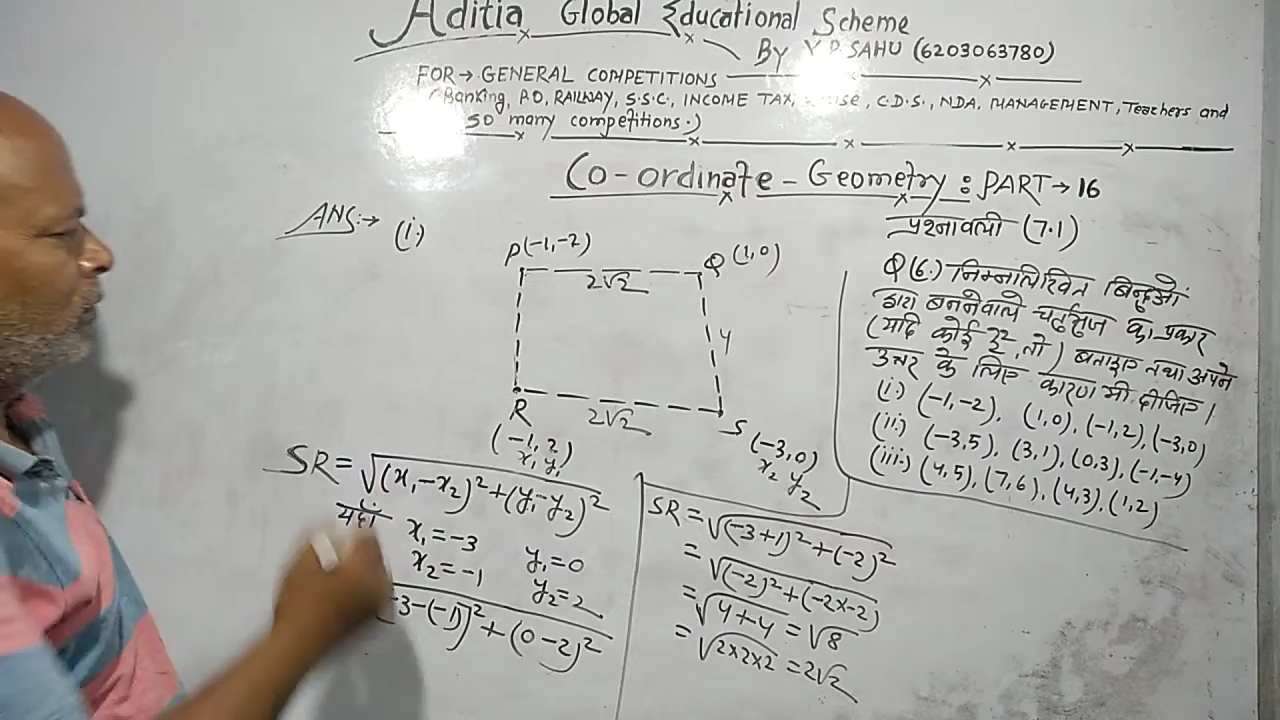 Aditia Global Educational Scheme
By Y P SAHU (6203063780)
FOR→ GENERAL COMPETITIONS
(Banking, P.O, RAILWAY, S.S.C., INCOME TAX, C.D.S., NDA, MANAGEMENT, Teachers and
so many competitions.)
Co-ordinate-Geometry: PART→16
प्रश्नावली (7.1)
Q(6.) निम्नलिखित बिन्दुओं
द्वारा बननेवाले चर्तुभुज का प्रकार
(यदि कोई है, तो) बताइए तथा अपने
उत्तर के लिए कारण भी दीजिए।
(i.) (-1,-2), (1,0), (-1,2), (-3,0)
(ii.) (-3,5), (3,1), (0,3), (-1,-4)
(iii.) (4,5), (7,6), (4,3), (1,2)
ANS:→ (i.)
P(-1,-2) Q(1,0)
2√2
4
2√2
R S(-3,0)
(-1,2) x₂ y₂
x₁ y₁
SR=√(x₁-x₂)²+(y₁-y₂)²
यहाँ x₁=-3 y₁=0
x₂=-1 y₂=2
-3-(-1))²+(0-2)²
SR=√(-3+1)²+(-2)²
=√(-2)²+(-2x-2)
=√4+4=√8
=√2x2x2=2√2